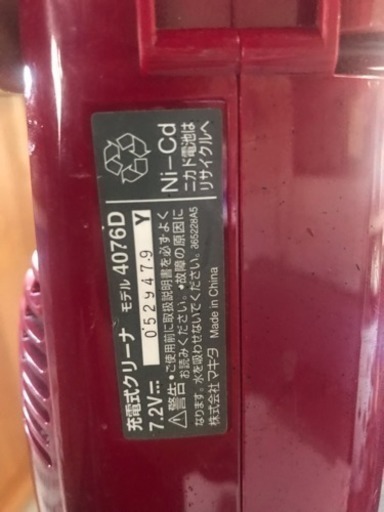 充電式クリーナ モデル 4076D
7.2V
052947.9 Y
警告・ご使用前に取扱説明書を必ずよく
お読みください。・故障の原因に
なります。水を吸わせないでください。 865228A5
株式会社 マキタ Made in China
Ni-Cd
ニカド電池は
リサイクルへ